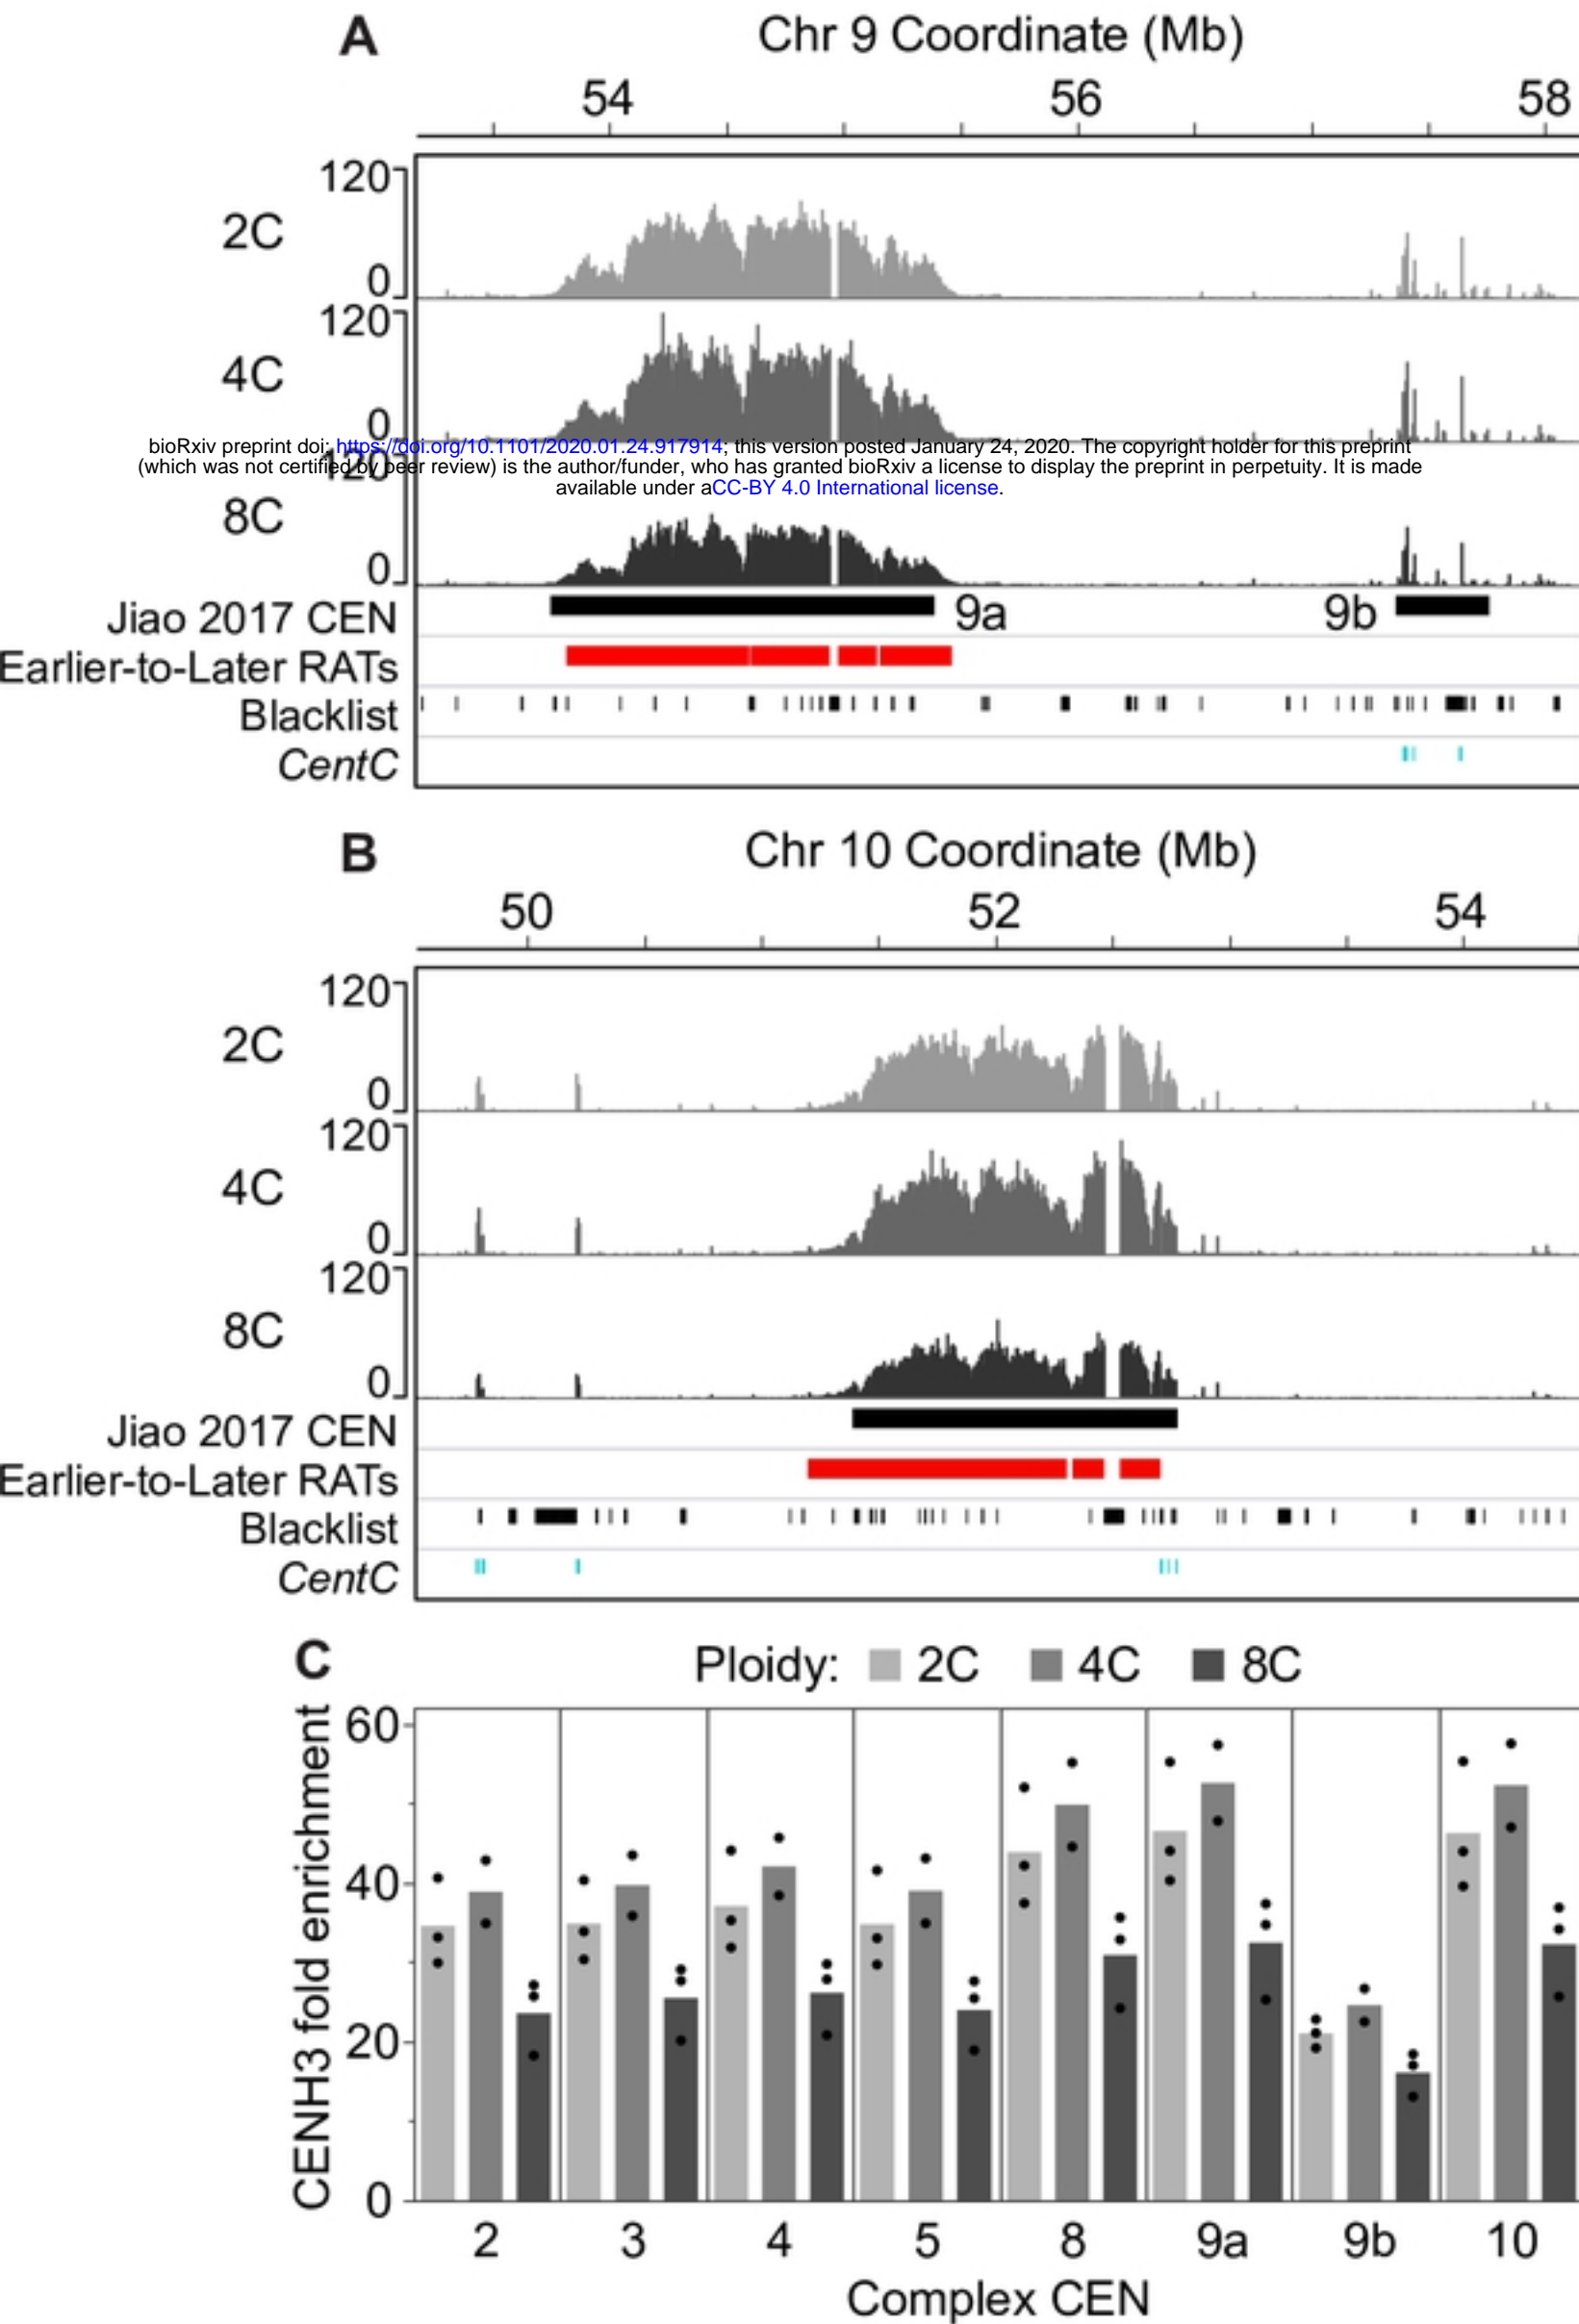 A
Chr 9 Coordinate (Mb)
54 56 58
120
2C
0
120
4C
0
bioRxiv preprint doi: https://doi.org/10.1101/2020.01.24.917914; this version posted January 24, 2020. The copyright holder for this preprint
(which was not certified by peer review) is the author/funder, who has granted bioRxiv a license to display the preprint in perpetuity. It is made
available under aCC-BY 4.0 International license.
120
8C
0
Jiao 2017 CEN 9a 9b
Earlier-to-Later RATs
Blacklist
CentC
B
Chr 10 Coordinate (Mb)
50 52 54
120
2C
0
120
4C
0
120
8C
0
Jiao 2017 CEN
Earlier-to-Later RATs
Blacklist
CentC
C
Ploidy: 2C 4C 8C
CENH3 fold enrichment
60
40
20
0
2 3 4 5 8 9a 9b 10
Complex CEN